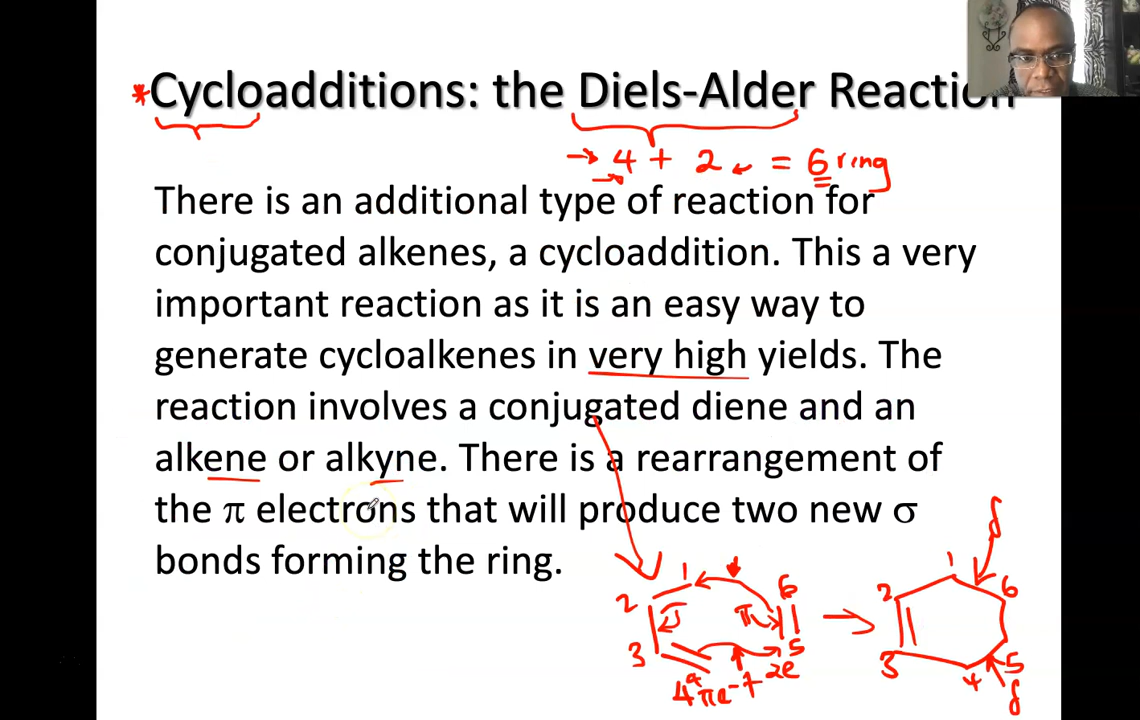 *Cycloadditions: the Diels-Alder Reaction
4 + 2 = 6 ring
There is an additional type of reaction for
conjugated alkenes, a cycloaddition. This a very
important reaction as it is an easy way to
generate cycloalkenes in very high yields. The
reaction involves a conjugated diene and an
alkene or alkyne. There is a rearrangement of
the π electrons that will produce two new σ
bonds forming the ring.
1 6 1
2 π 2 6
3 5 3 5
4 πe- 2e 4